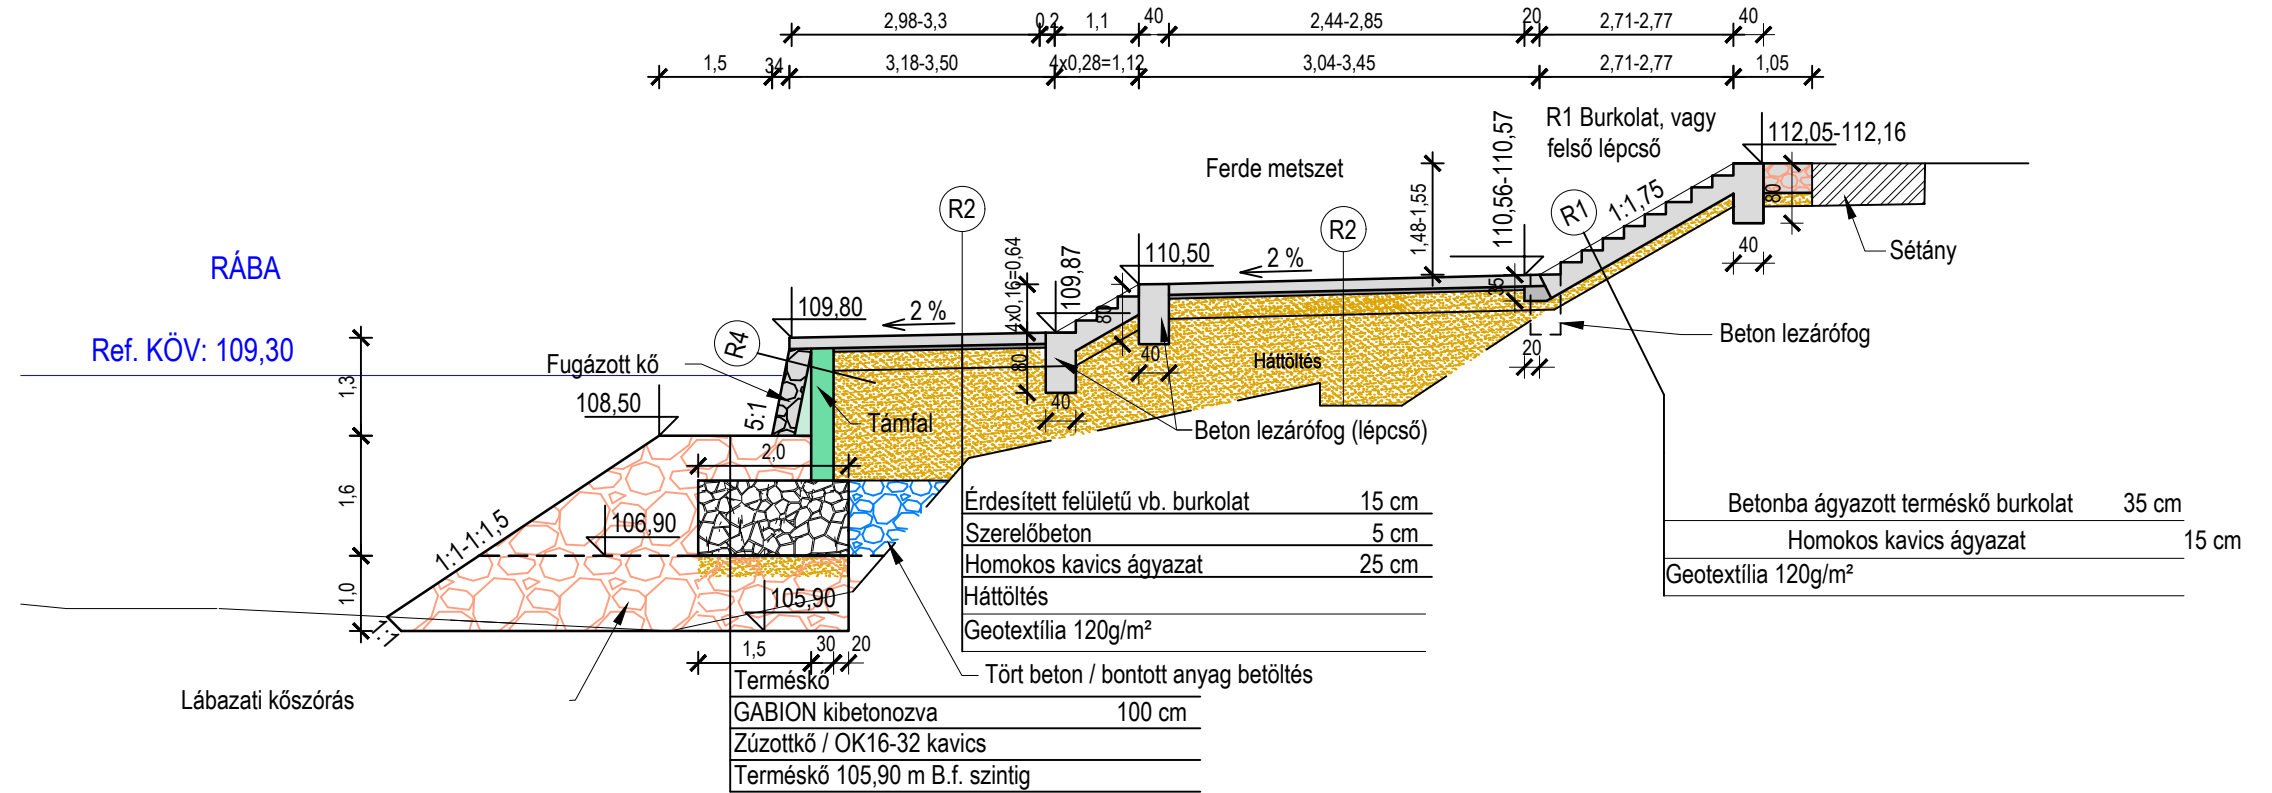 2,98-3,3 0,2 1,1 40 2,44-2,85 20 2,71-2,77 40
1,5 34 3,18-3,50 4x0,28=1,12 3,04-3,45 2,71-2,77 1,05
R1 Burkolat, vagy
felső lépcső
112,05-112,16
110,56-110,57
Ferde metszet
1,48-1,55
R2
R2
R1
1:1,75
80
40
Sétány
RÁBA
Ref. KÖV: 109,30
109,80
2 %
4x0,16=0,64
109,87
110,50
2 %
35
80
80
40
40
20
Beton lezárófog
R4
Fugázott kő
5:1
Támfal
Háttöltés
Beton lezárófog (lépcső)
108,50
1,3
1,6
1,0
2,0
1:1-1:1,5
106,90
105,90
1,5 30 20
Érdesített felületű vb. burkolat 15 cm
Szerelőbeton 5 cm
Homokos kavics ágyazat 25 cm
Háttöltés
Geotextília 120g/m²
Betonba ágyazott terméskő burkolat 35 cm
Homokos kavics ágyazat 15 cm
Geotextília 120g/m²
Tört beton / bontott anyag betöltés
Lábazati kőszórás
Terméskő
GABION kibetonozva 100 cm
Zúzottkő / OK16-32 kavics
Terméskő 105,90 m B.f. szintig